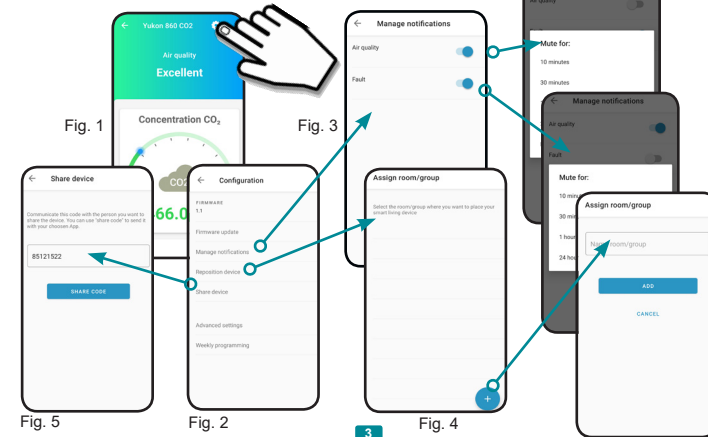 Yukon 860 CO2
Air quality
Excellent
Concentration CO₂
CO2
66.0
Fig. 1
Manage notifications
Air quality
Fault
Fig. 3
Air quality
Mute for:
10 minutes
30 minutes
Manage notifications
Air quality
Fault
Mute for:
10 minu
30 min
1 hour
24 hou
Share device
Communicate this code with the person you want to
share the device. You can use "share code" to send it
with your choosen App.
85121522
SHARE CODE
Fig. 5
Configuration
FIRMWARE
1.1
Firmware update
Manage notifications
Reposition device
Share device
Advanced settings
Weekly programming
Fig. 2
Assign room/group
Select the room/group where you want to place your
smart living device
+
Fig. 4
Assign room/group
room/group
ADD
CANCEL
3